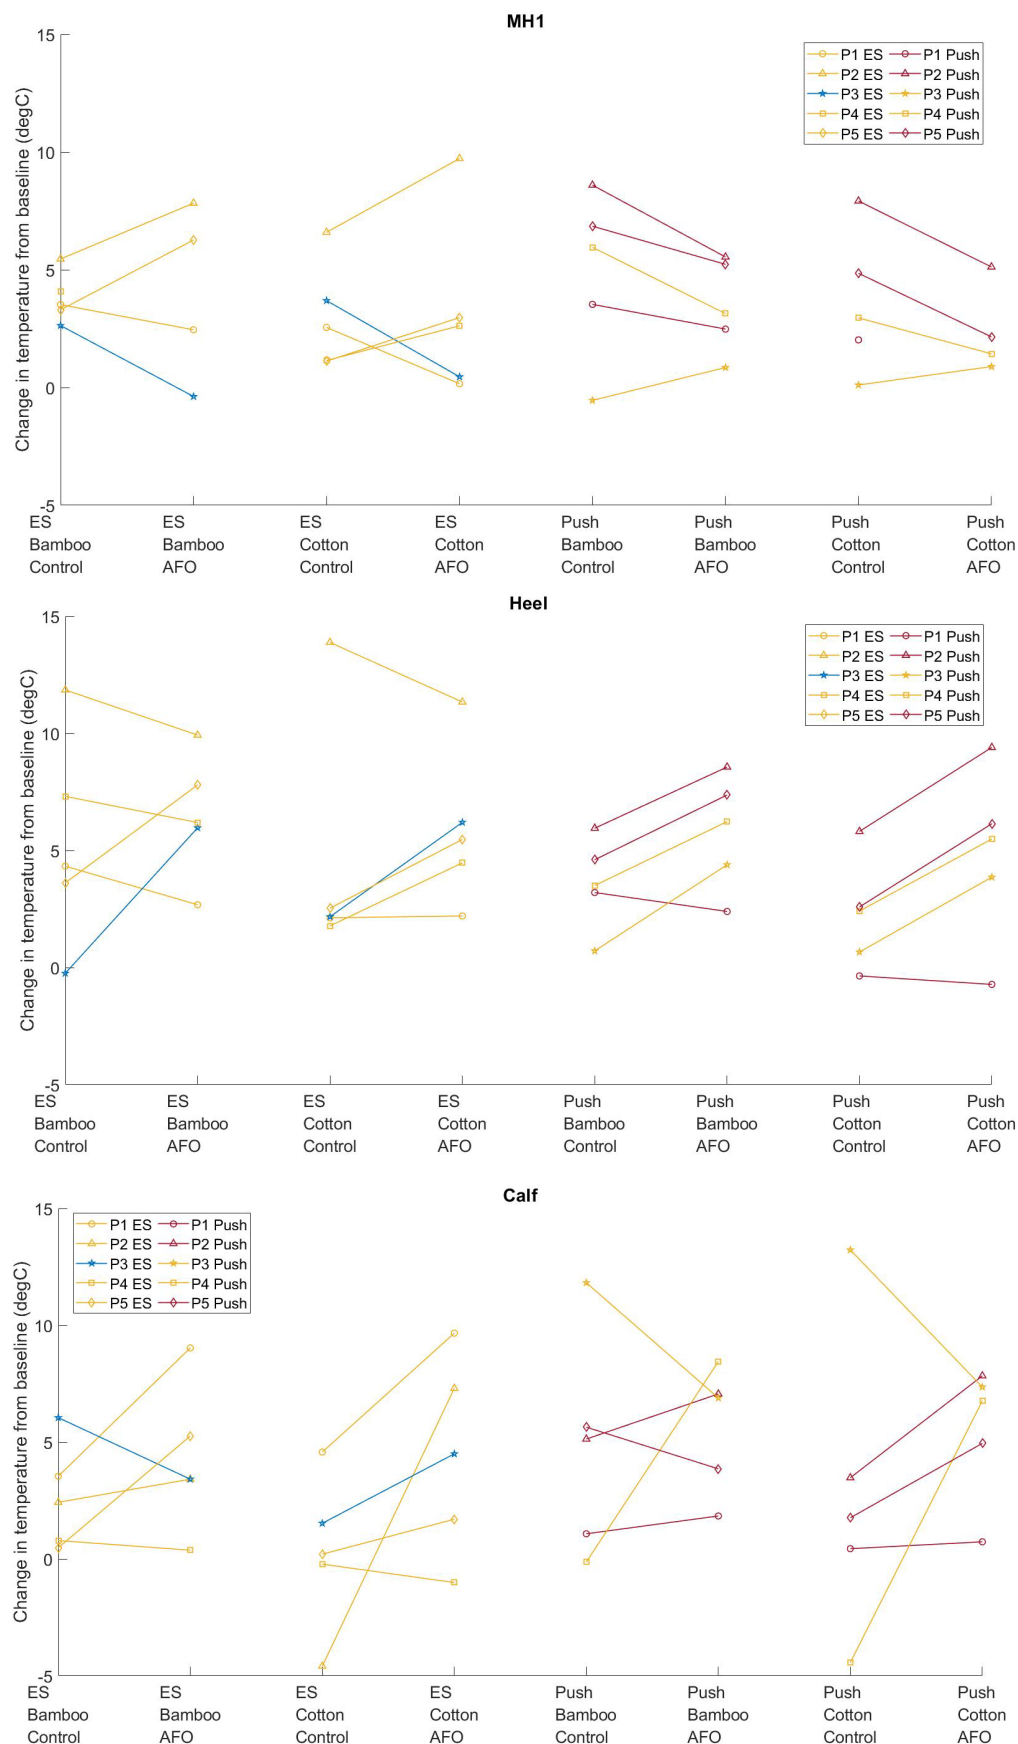 MH1
15
10
5
0
-5
Change in temperature from baseline (degC)
P1 ES P1 Push
P2 ES P2 Push
P3 ES P3 Push
P4 ES P4 Push
P5 ES P5 Push
ES ES ES ES Push Push Push Push
Bamboo Bamboo Cotton Cotton Bamboo Bamboo Cotton Cotton
Control AFO Control AFO Control AFO Control AFO
Heel
15
10
5
0
-5
Change in temperature from baseline (degC)
P1 ES P1 Push
P2 ES P2 Push
P3 ES P3 Push
P4 ES P4 Push
P5 ES P5 Push
ES ES ES ES Push Push Push Push
Bamboo Bamboo Cotton Cotton Bamboo Bamboo Cotton Cotton
Control AFO Control AFO Control AFO Control AFO
Calf
15
10
5
0
-5
Change in temperature from baseline (degC)
P1 ES P1 Push
P2 ES P2 Push
P3 ES P3 Push
P4 ES P4 Push
P5 ES P5 Push
ES ES ES ES Push Push Push Push
Bamboo Bamboo Cotton Cotton Bamboo Bamboo Cotton Cotton
Control AFO Control AFO Control AFO Control AFO